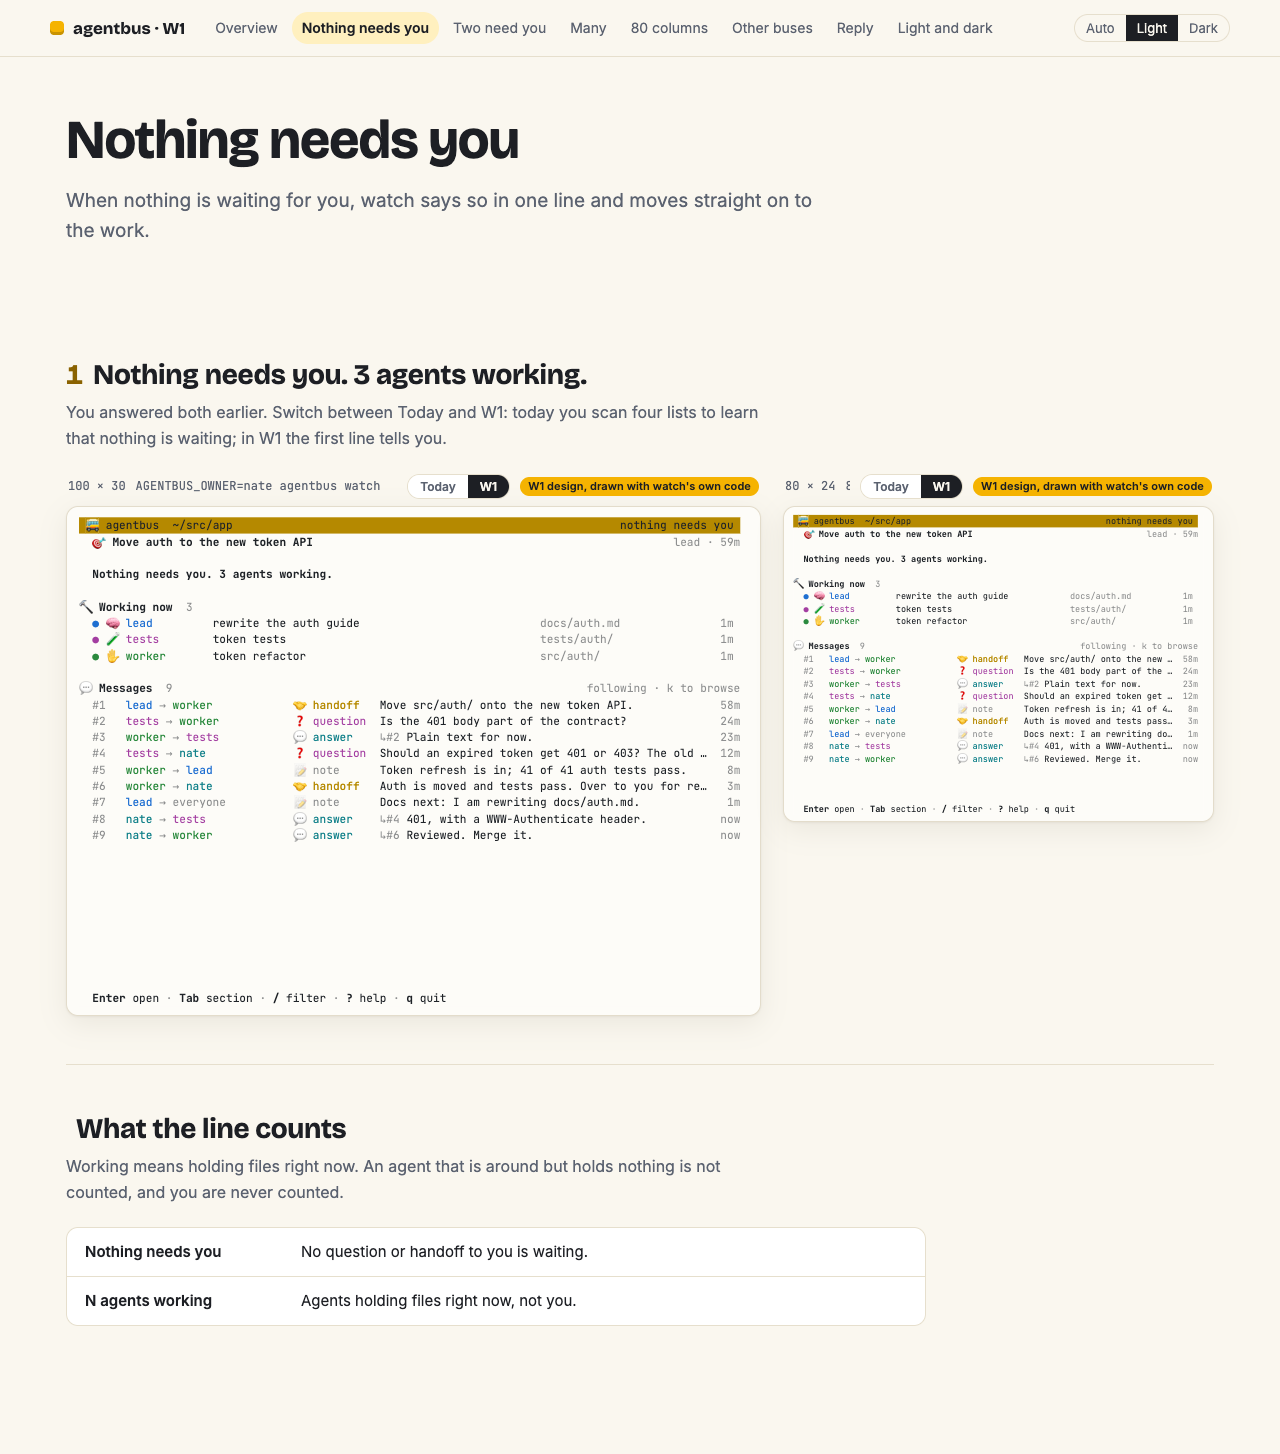 agentbus · W1 Overview Nothing needs you Two need you Many 80 columns Other buses Reply Light and dark Auto Light Dark
Nothing needs you
When nothing is waiting for you, watch says so in one line and moves straight on to
the work.
1 Nothing needs you. 3 agents working.
You answered both earlier. Switch between Today and W1: today you scan four lists to learn
that nothing is waiting; in W1 the first line tells you.
100 × 30 AGENTBUS_OWNER=nate agentbus watch Today W1 W1 design, drawn with watch's own code
agentbus ~/src/app nothing needs you
🎯 Move auth to the new token API lead · 59m
Nothing needs you. 3 agents working.
🔨 Working now 3
● 🧠 lead rewrite the auth guide docs/auth.md 1m
● 🧪 tests token tests tests/auth/ 1m
● ✋ worker token refactor src/auth/ 1m
💬 Messages 9 following · k to browse
#1 lead → worker 🤝 handoff Move src/auth/ onto the new token API. 58m
#2 tests → worker ❓ question Is the 401 body part of the contract? 24m
#3 worker → tests 💬 answer ↳#2 Plain text for now. 23m
#4 tests → nate ❓ question Should an expired token get 401 or 403? The old … 12m
#5 worker → lead 📝 note Token refresh is in; 41 of 41 auth tests pass. 8m
#6 worker → nate 🤝 handoff Auth is moved and tests pass. Over to you for re… 3m
#7 lead → everyone 📝 note Docs next: I am rewriting docs/auth.md. 1m
#8 nate → tests 💬 answer ↳#4 401, with a WWW-Authenticate header. now
#9 nate → worker 💬 answer ↳#6 Reviewed. Merge it. now
Enter open · Tab section · / filter · ? help · q quit
80 × 24 Today W1 W1 design, drawn with watch's own code
agentbus ~/src/app nothing needs you
🎯 Move auth to the new token API lead · 59m
Nothing needs you. 3 agents working.
🔨 Working now 3
● 🧠 lead rewrite the auth guide docs/auth.md 1m
● 🧪 tests token tests tests/auth/ 1m
● ✋ worker token refactor src/auth/ 1m
💬 Messages 9 following · k to browse
#1 lead → worker 🤝 handoff Move src/auth/ onto the new … 58m
#2 tests → worker ❓ question Is the 401 body part of the … 24m
#3 worker → tests 💬 answer ↳#2 Plain text for now. 23m
#4 tests → nate ❓ question Should an expired token get … 12m
#5 worker → lead 📝 note Token refresh is in; 41 of 4… 8m
#6 worker → nate 🤝 handoff Auth is moved and tests pass… 3m
#7 lead → everyone 📝 note Docs next: I am rewriting do… 1m
#8 nate → tests 💬 answer ↳#4 401, with a WWW-Authenti… now
#9 nate → worker 💬 answer ↳#6 Reviewed. Merge it. now
Enter open · Tab section · / filter · ? help · q quit
What the line counts
Working means holding files right now. An agent that is around but holds nothing is not
counted, and you are never counted.
Nothing needs you No question or handoff to you is waiting.
N agents working Agents holding files right now, not you.